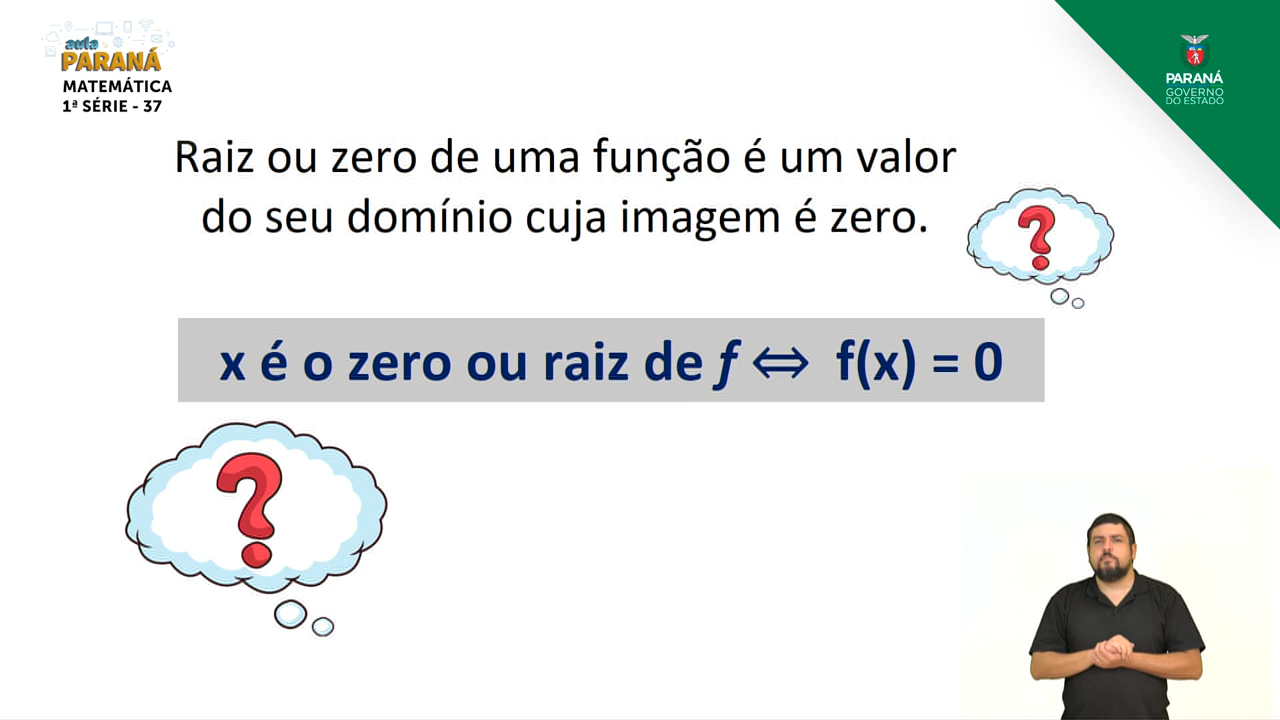 aula
PARANÁ
MATEMÁTICA
1ª SÉRIE - 37
PARANÁ
GOVERNO
DO ESTADO
Raiz ou zero de uma função é um valor
do seu domínio cuja imagem é zero.
?
x é o zero ou raiz de f ⇔ f(x) = 0
?